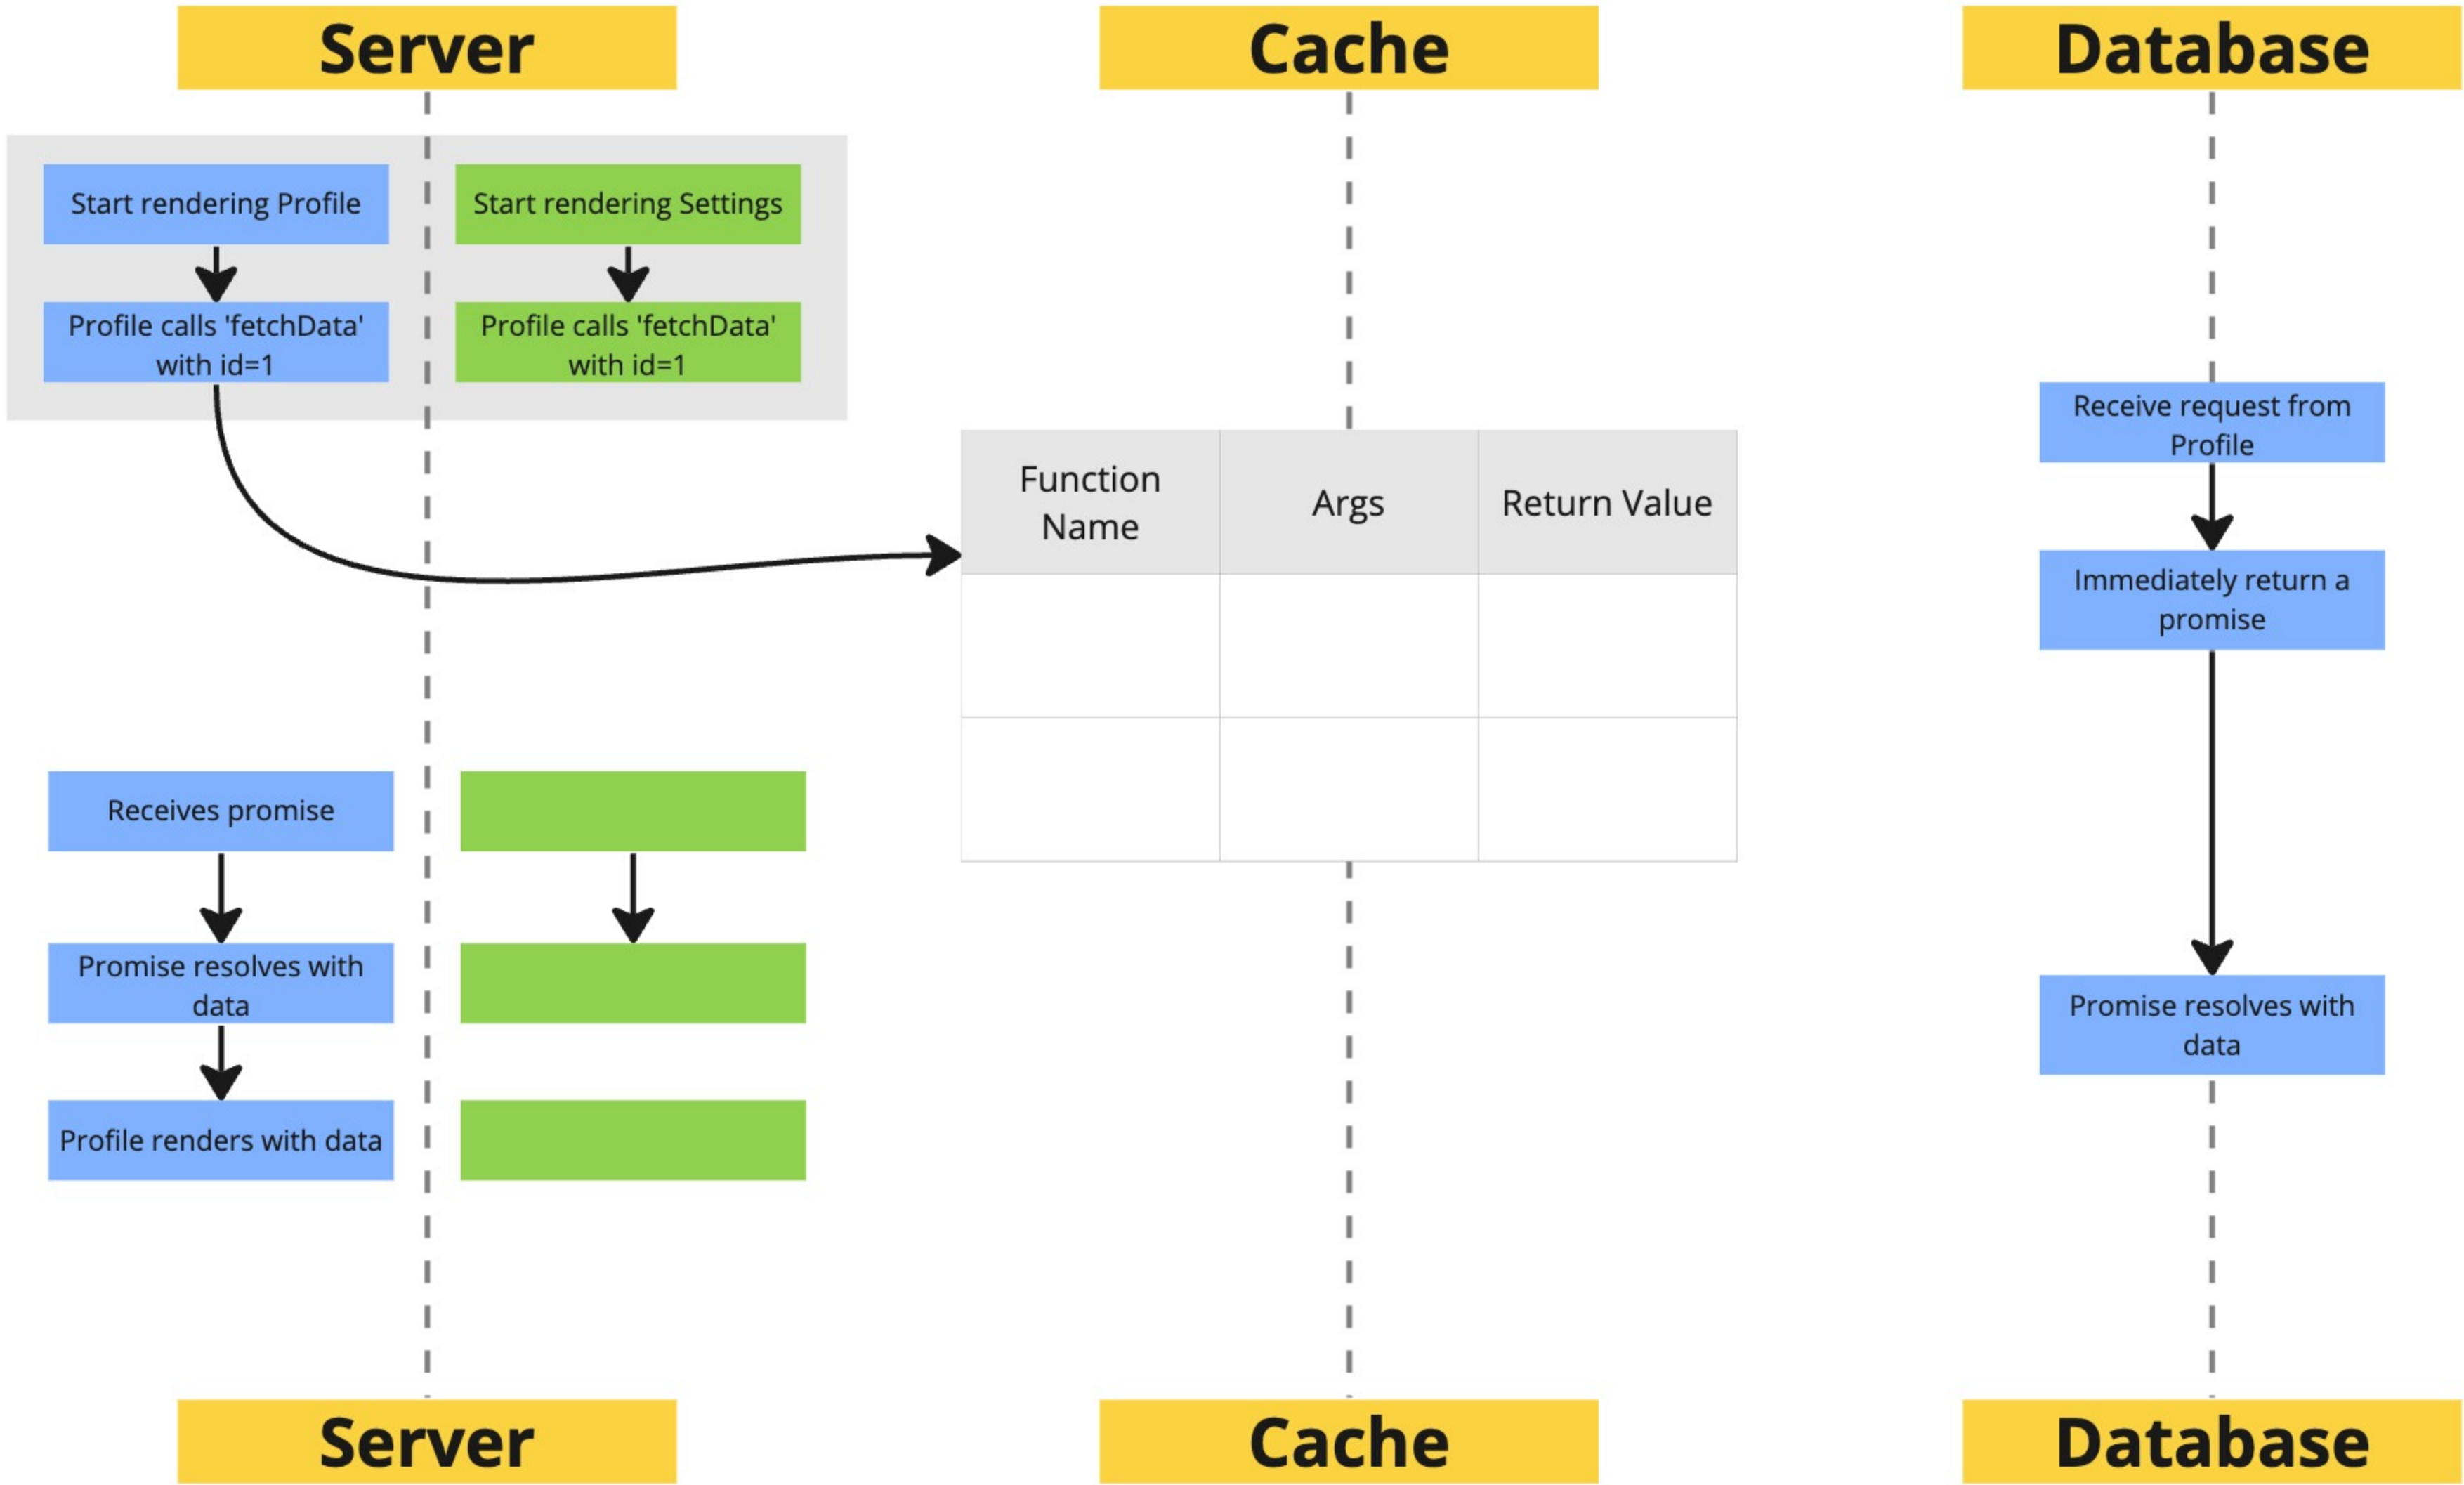 Server
Cache
Database
Start rendering Profile
Start rendering Settings
Profile calls 'fetchData'
with id=1
Profile calls 'fetchData'
with id=1
Function
Name
Args
Return Value
Receive request from
Profile
Immediately return a
promise
Receives promise
Promise resolves with
data
Profile renders with data
Promise resolves with
data
Server
Cache
Database